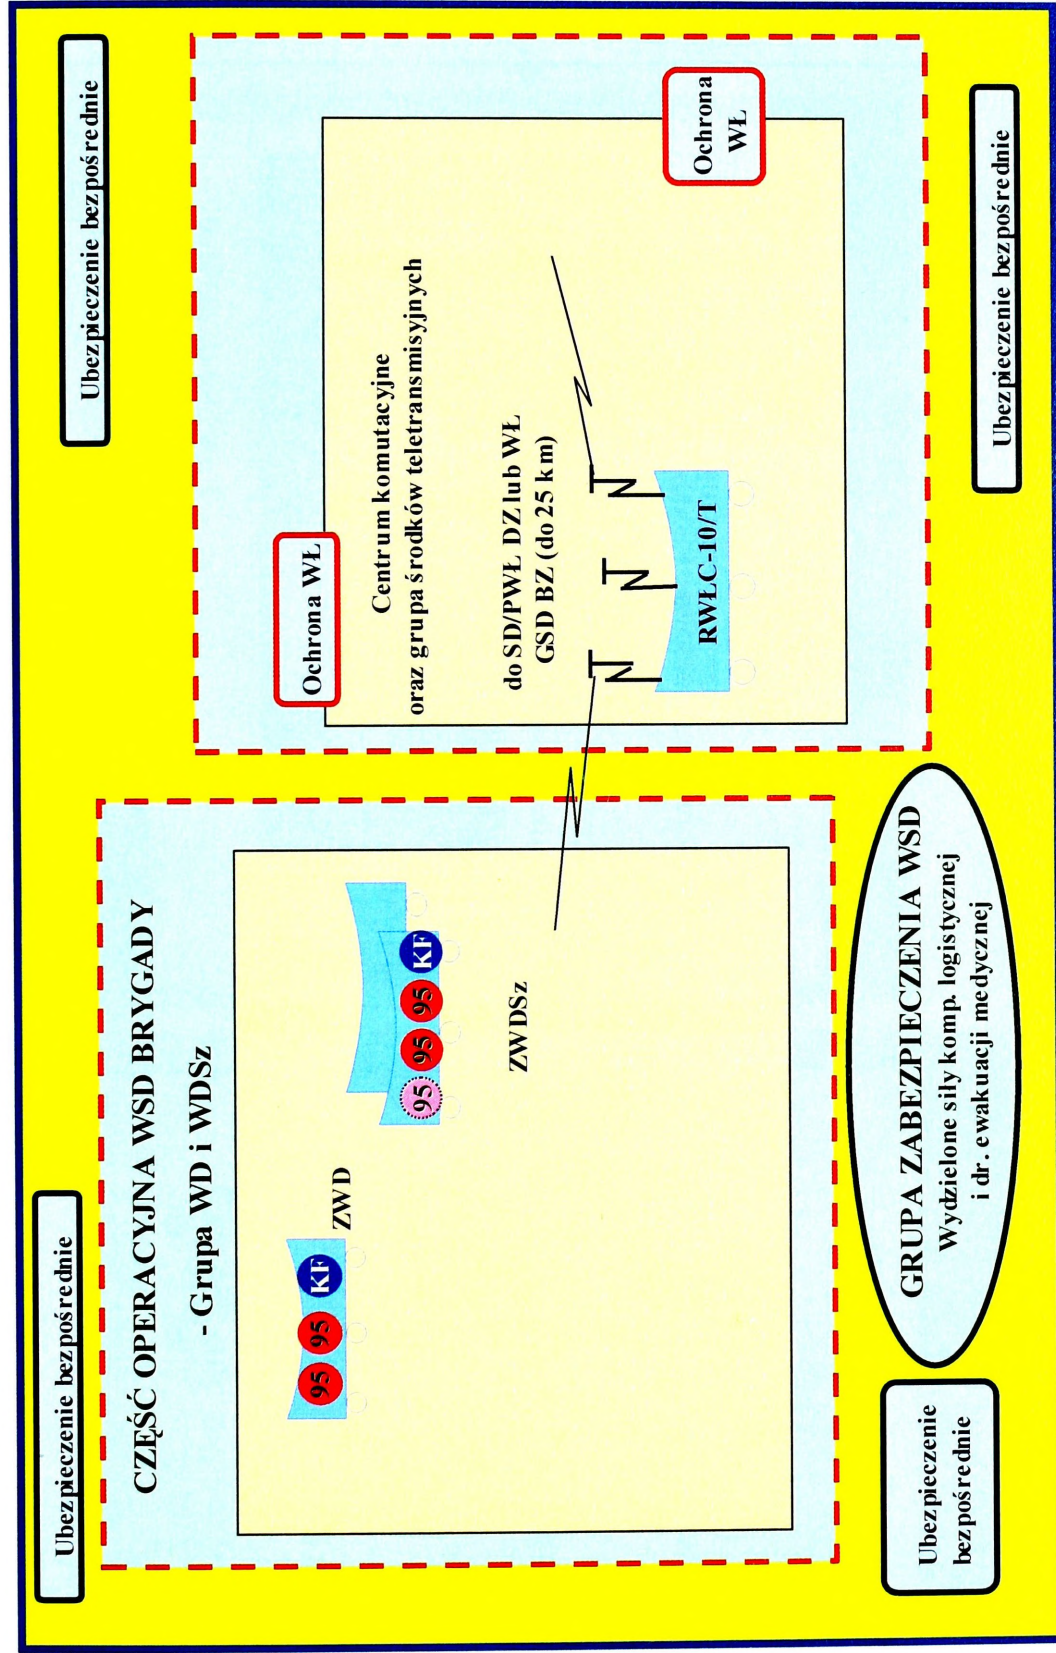 Ubezpieczenie bezpośrednie
Ubezpieczenie bezpośrednie
CZĘŚĆ OPERACYJNA WSD BRYGADY
- Grupa WD i WDSz
95 95 KF
ZWD
95 95 95 KF
ZWDSz
Ochrona WŁ
Centrum komutacyjne
oraz grupa środków teletransmisyjnych
do SD/PWŁ DZ lub WŁ
GSD BZ (do 25 km)
RWŁC-10/T
Ochrona
WŁ
Ubezpieczenie
bezpośrednie
GRUPA ZABEZPIECZENIA WSD
Wydzielone siły komp. logistycznej
i dr. ewakuacji medycznej
Ubezpieczenie bezpośrednie